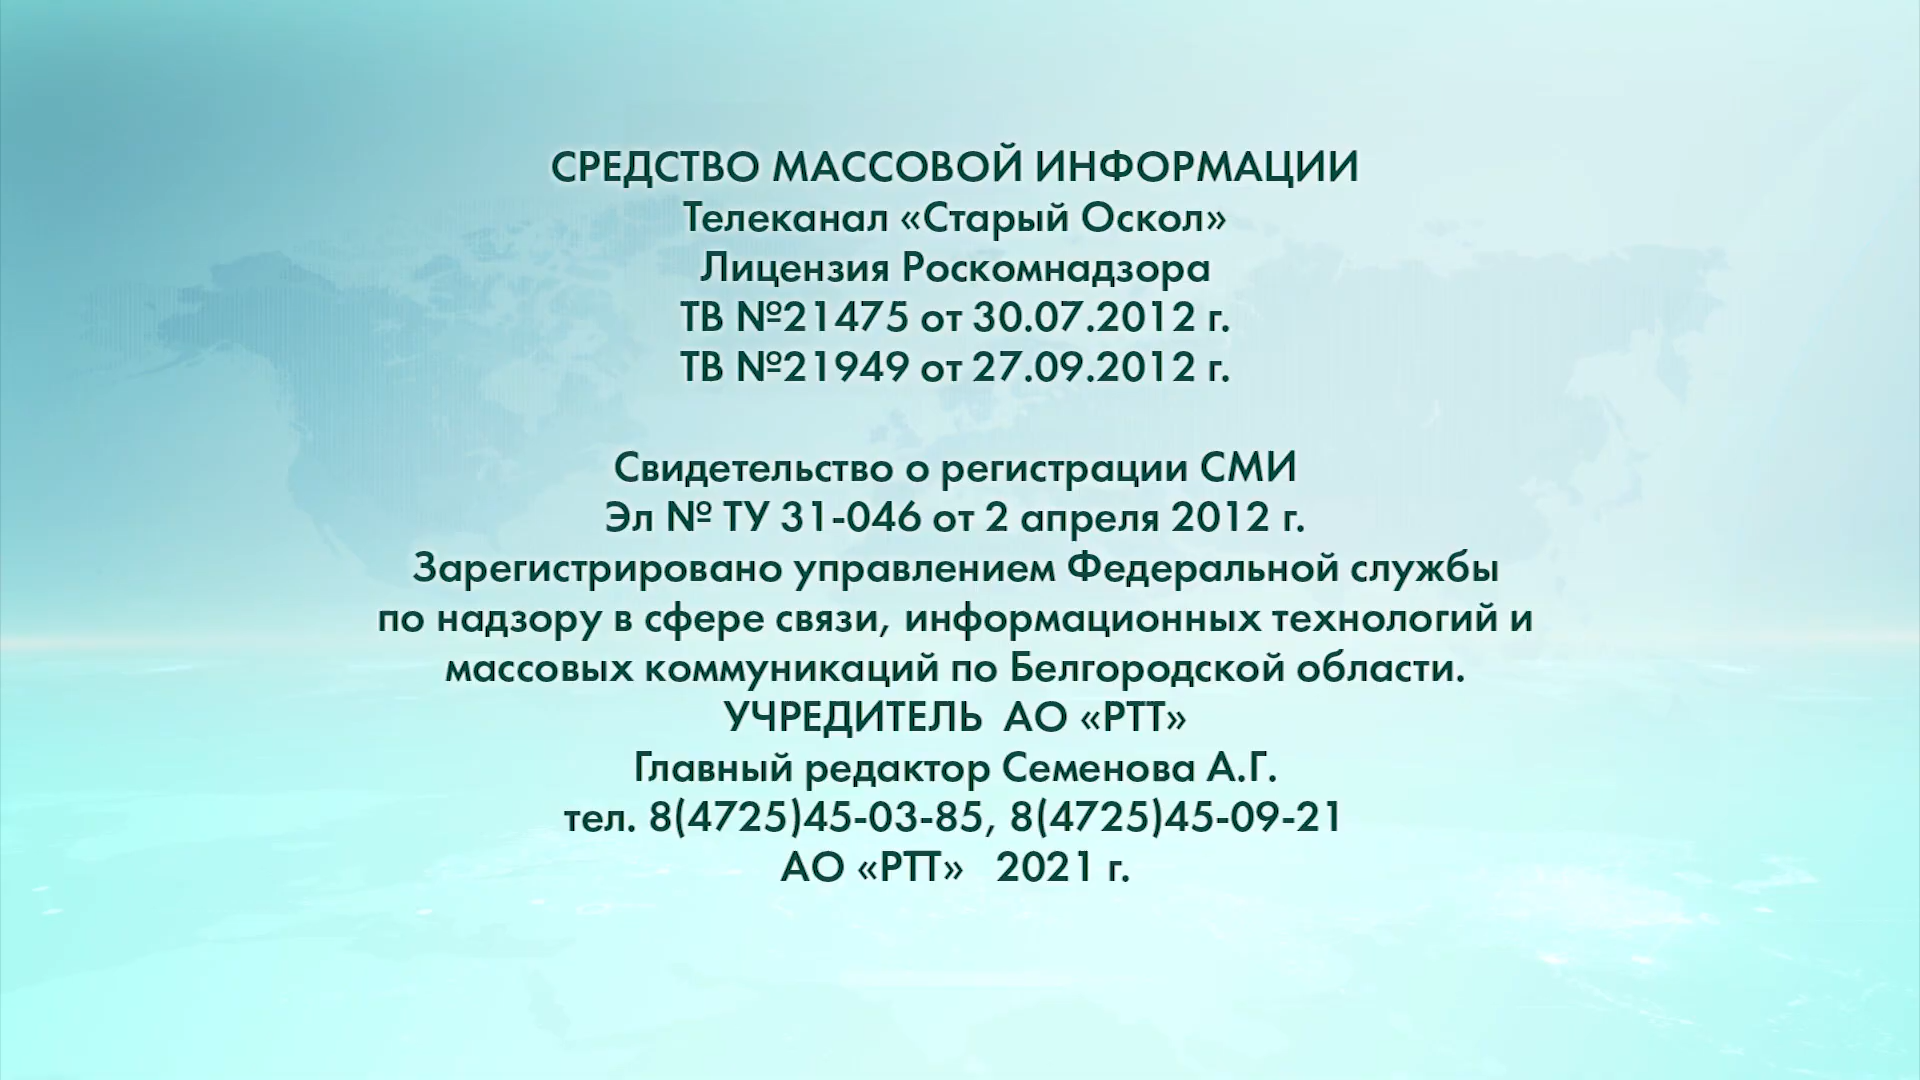 СРЕДСТВО МАССОВОЙ ИНФОРМАЦИИ
Телеканал «Старый Оскол»
Лицензия Роскомнадзора
ТВ №21475 от 30.07.2012 г.
ТВ №21949 от 27.09.2012 г.
Свидетельство о регистрации СМИ
Эл № ТУ 31-046 от 2 апреля 2012 г.
Зарегистрировано управлением Федеральной службы
по надзору в сфере связи, информационных технологий и
массовых коммуникаций по Белгородской области.
УЧРЕДИТЕЛЬ АО «РТТ»
Главный редактор Семенова А.Г.
тел. 8(4725)45-03-85, 8(4725)45-09-21
АО «РТТ» 2021 г.